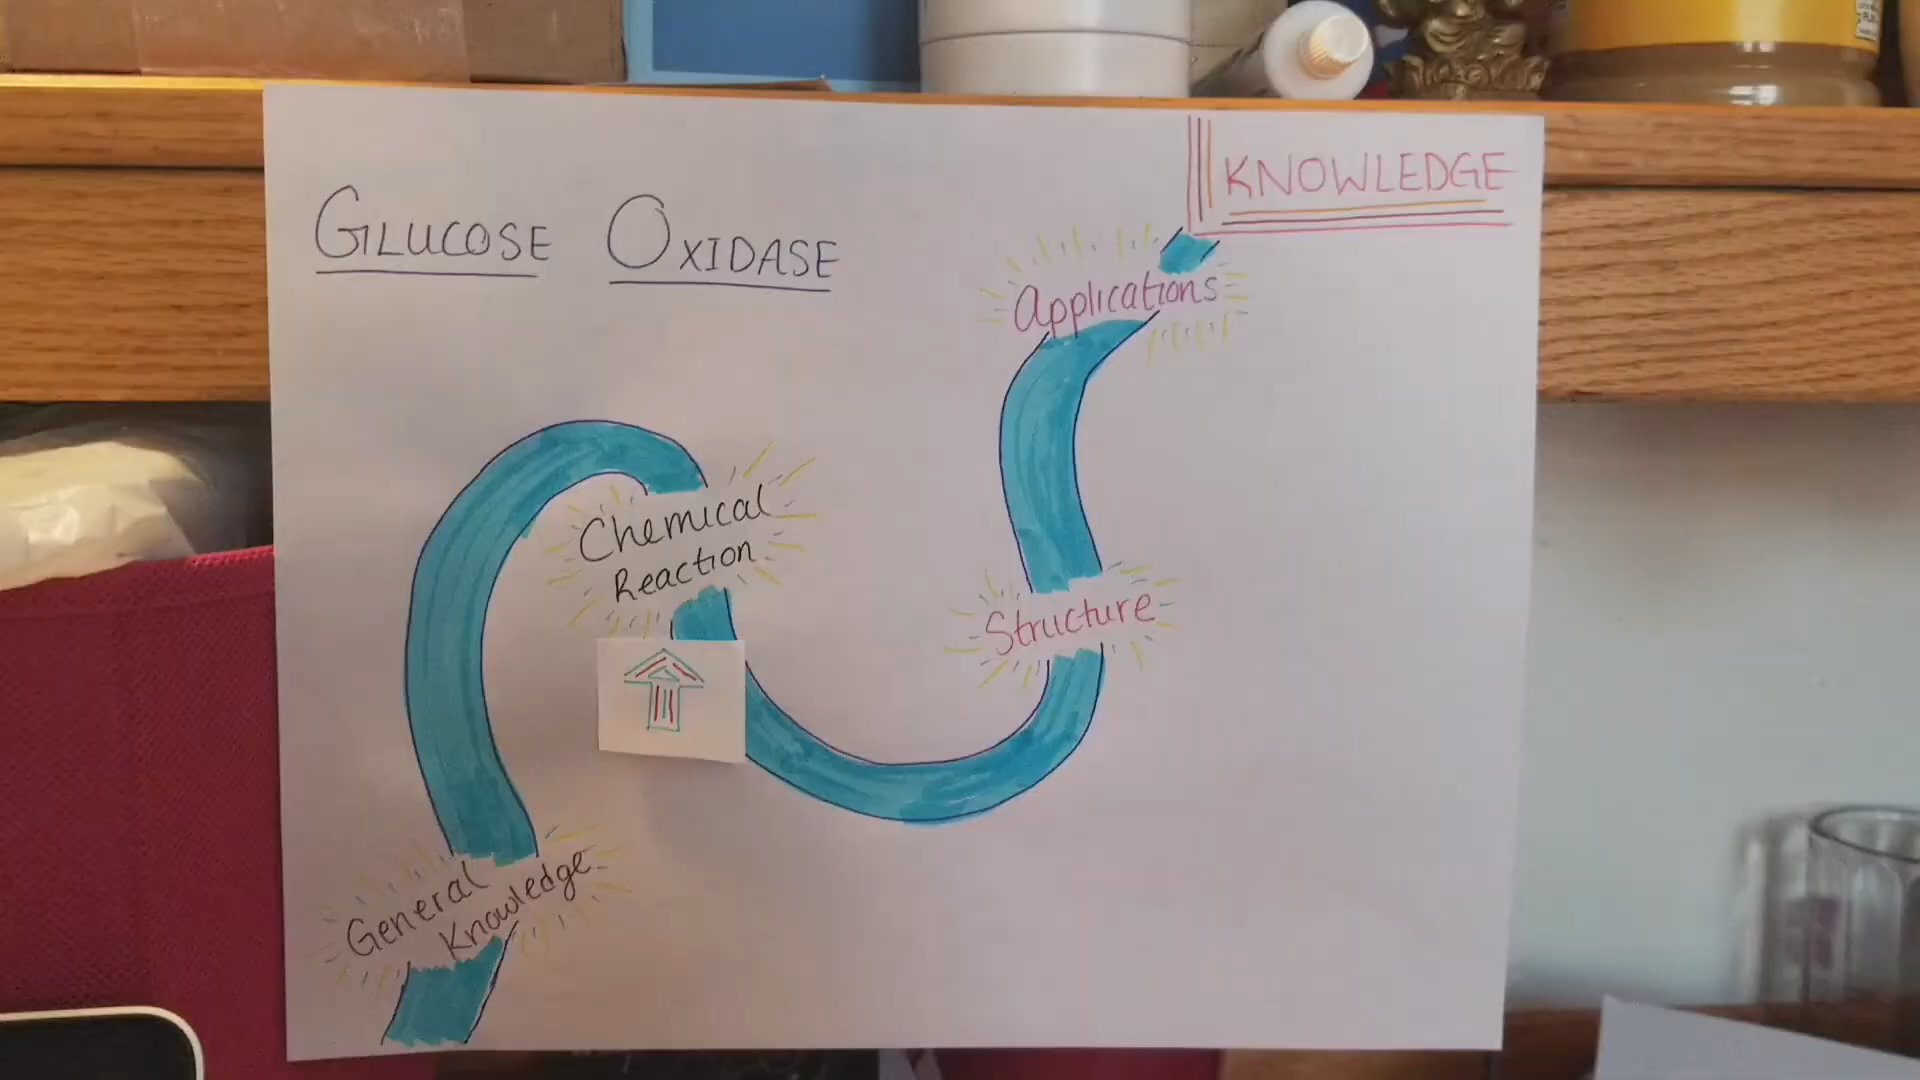 GLUCOSE OXIDASE
KNOWLEDGE
Applications
Chemical
Reaction
Structure
General
Knowledge